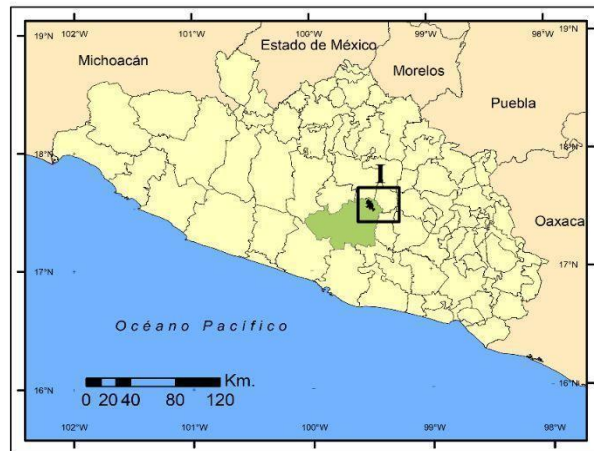 102°W 101°W 100°W 99°W 98°W
19°N 19°N
Estado de México
Michoacán
Morelos
Puebla
18°N 18°N
I
Oaxaca
17°N 17°N
Océano Pacífico
Km.
0 20 40 80 120
16°N 16°N
102°W 101°W 100°W 99°W 98°W